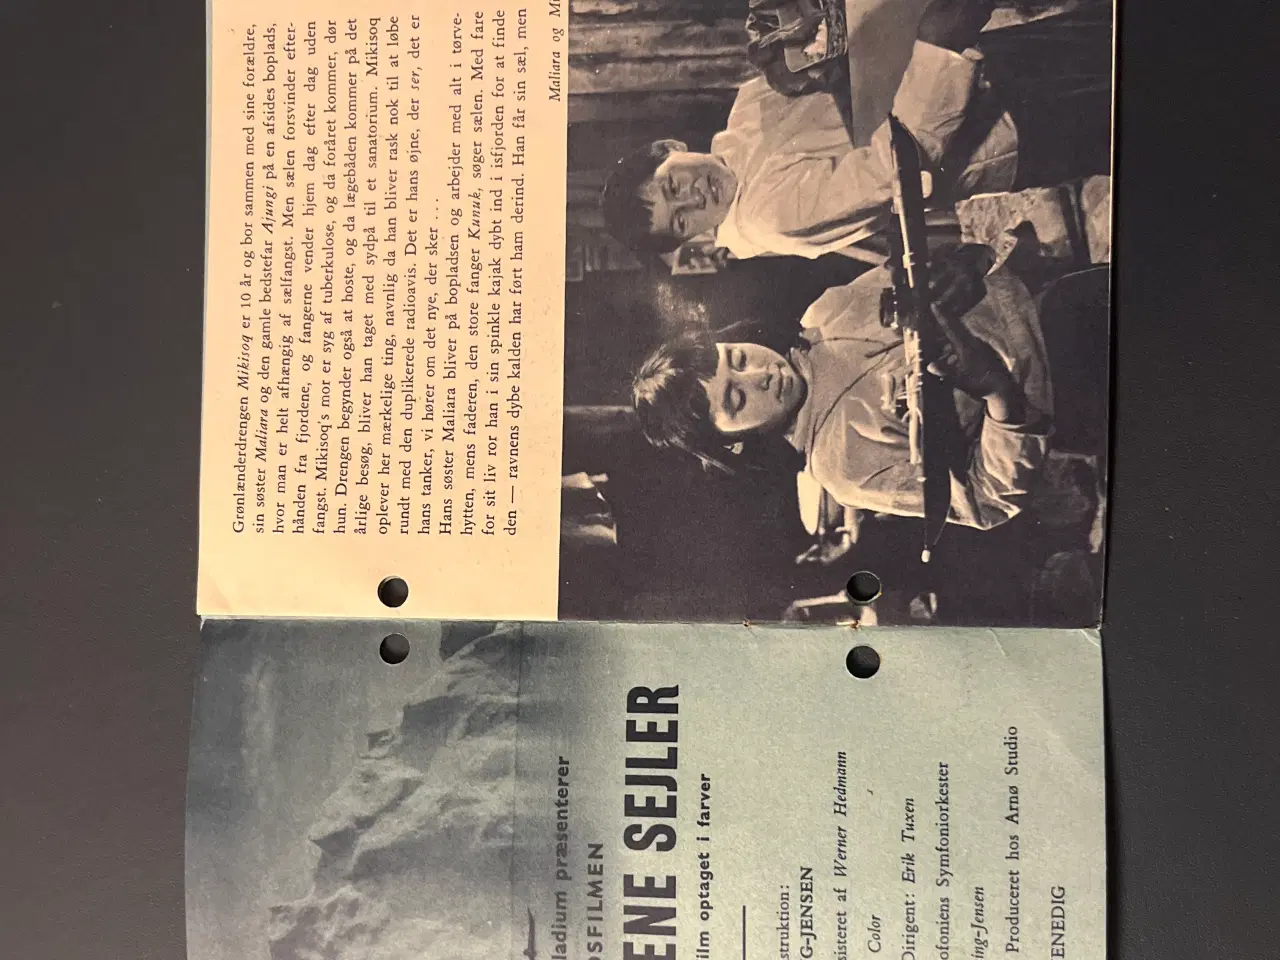 ladium præsenterer
DSFILMEN
ENE SEJLER
ilm optaget i farver
struktion:
G-JENSEN
sisteret af Werner Hedmann
Color
Dirigent: Erik Tuxen
ofoniens Symfoniorkester
ing-Jensen
Produceret hos Arnø Studio
ENEDIG
Grønlænderdrengen Mikisoq er 10 år og bor sammen med sine forældre,
sin søster Maliara og den gamle bedstefar Ajungi på en afsides boplads,
hvor man er helt afhængig af sælfangst. Men sælen forsvinder efter-
hånden fra fjordene, og fangerne vender hjem dag efter dag uden
fangst. Mikisoq's mor er syg af tuberkulose, og da foråret kommer, dør
hun. Drengen begynder også at hoste, og da lægebåden kommer på det
årlige besøg, bliver han taget med sydpå til et sanatorium. Mikisoq
oplever her mærkelige ting, navnlig da han bliver rask nok til at løbe
rundt med den duplikerede radioavis. Det er hans øjne, der ser, det er
hans tanker, vi hører om det nye, der sker ...
Hans søster Maliara bliver på bopladsen og arbejder med alt i tørve-
hytten, mens faderen, den store fanger Kunuk, søger sælen. Med fare
for sit liv ror han i sin spinkle kajak dybt ind i isfjorden for at finde
den — ravnens dybe kalden har ført ham derind. Han får sin sæl, men
Maliara og Mi